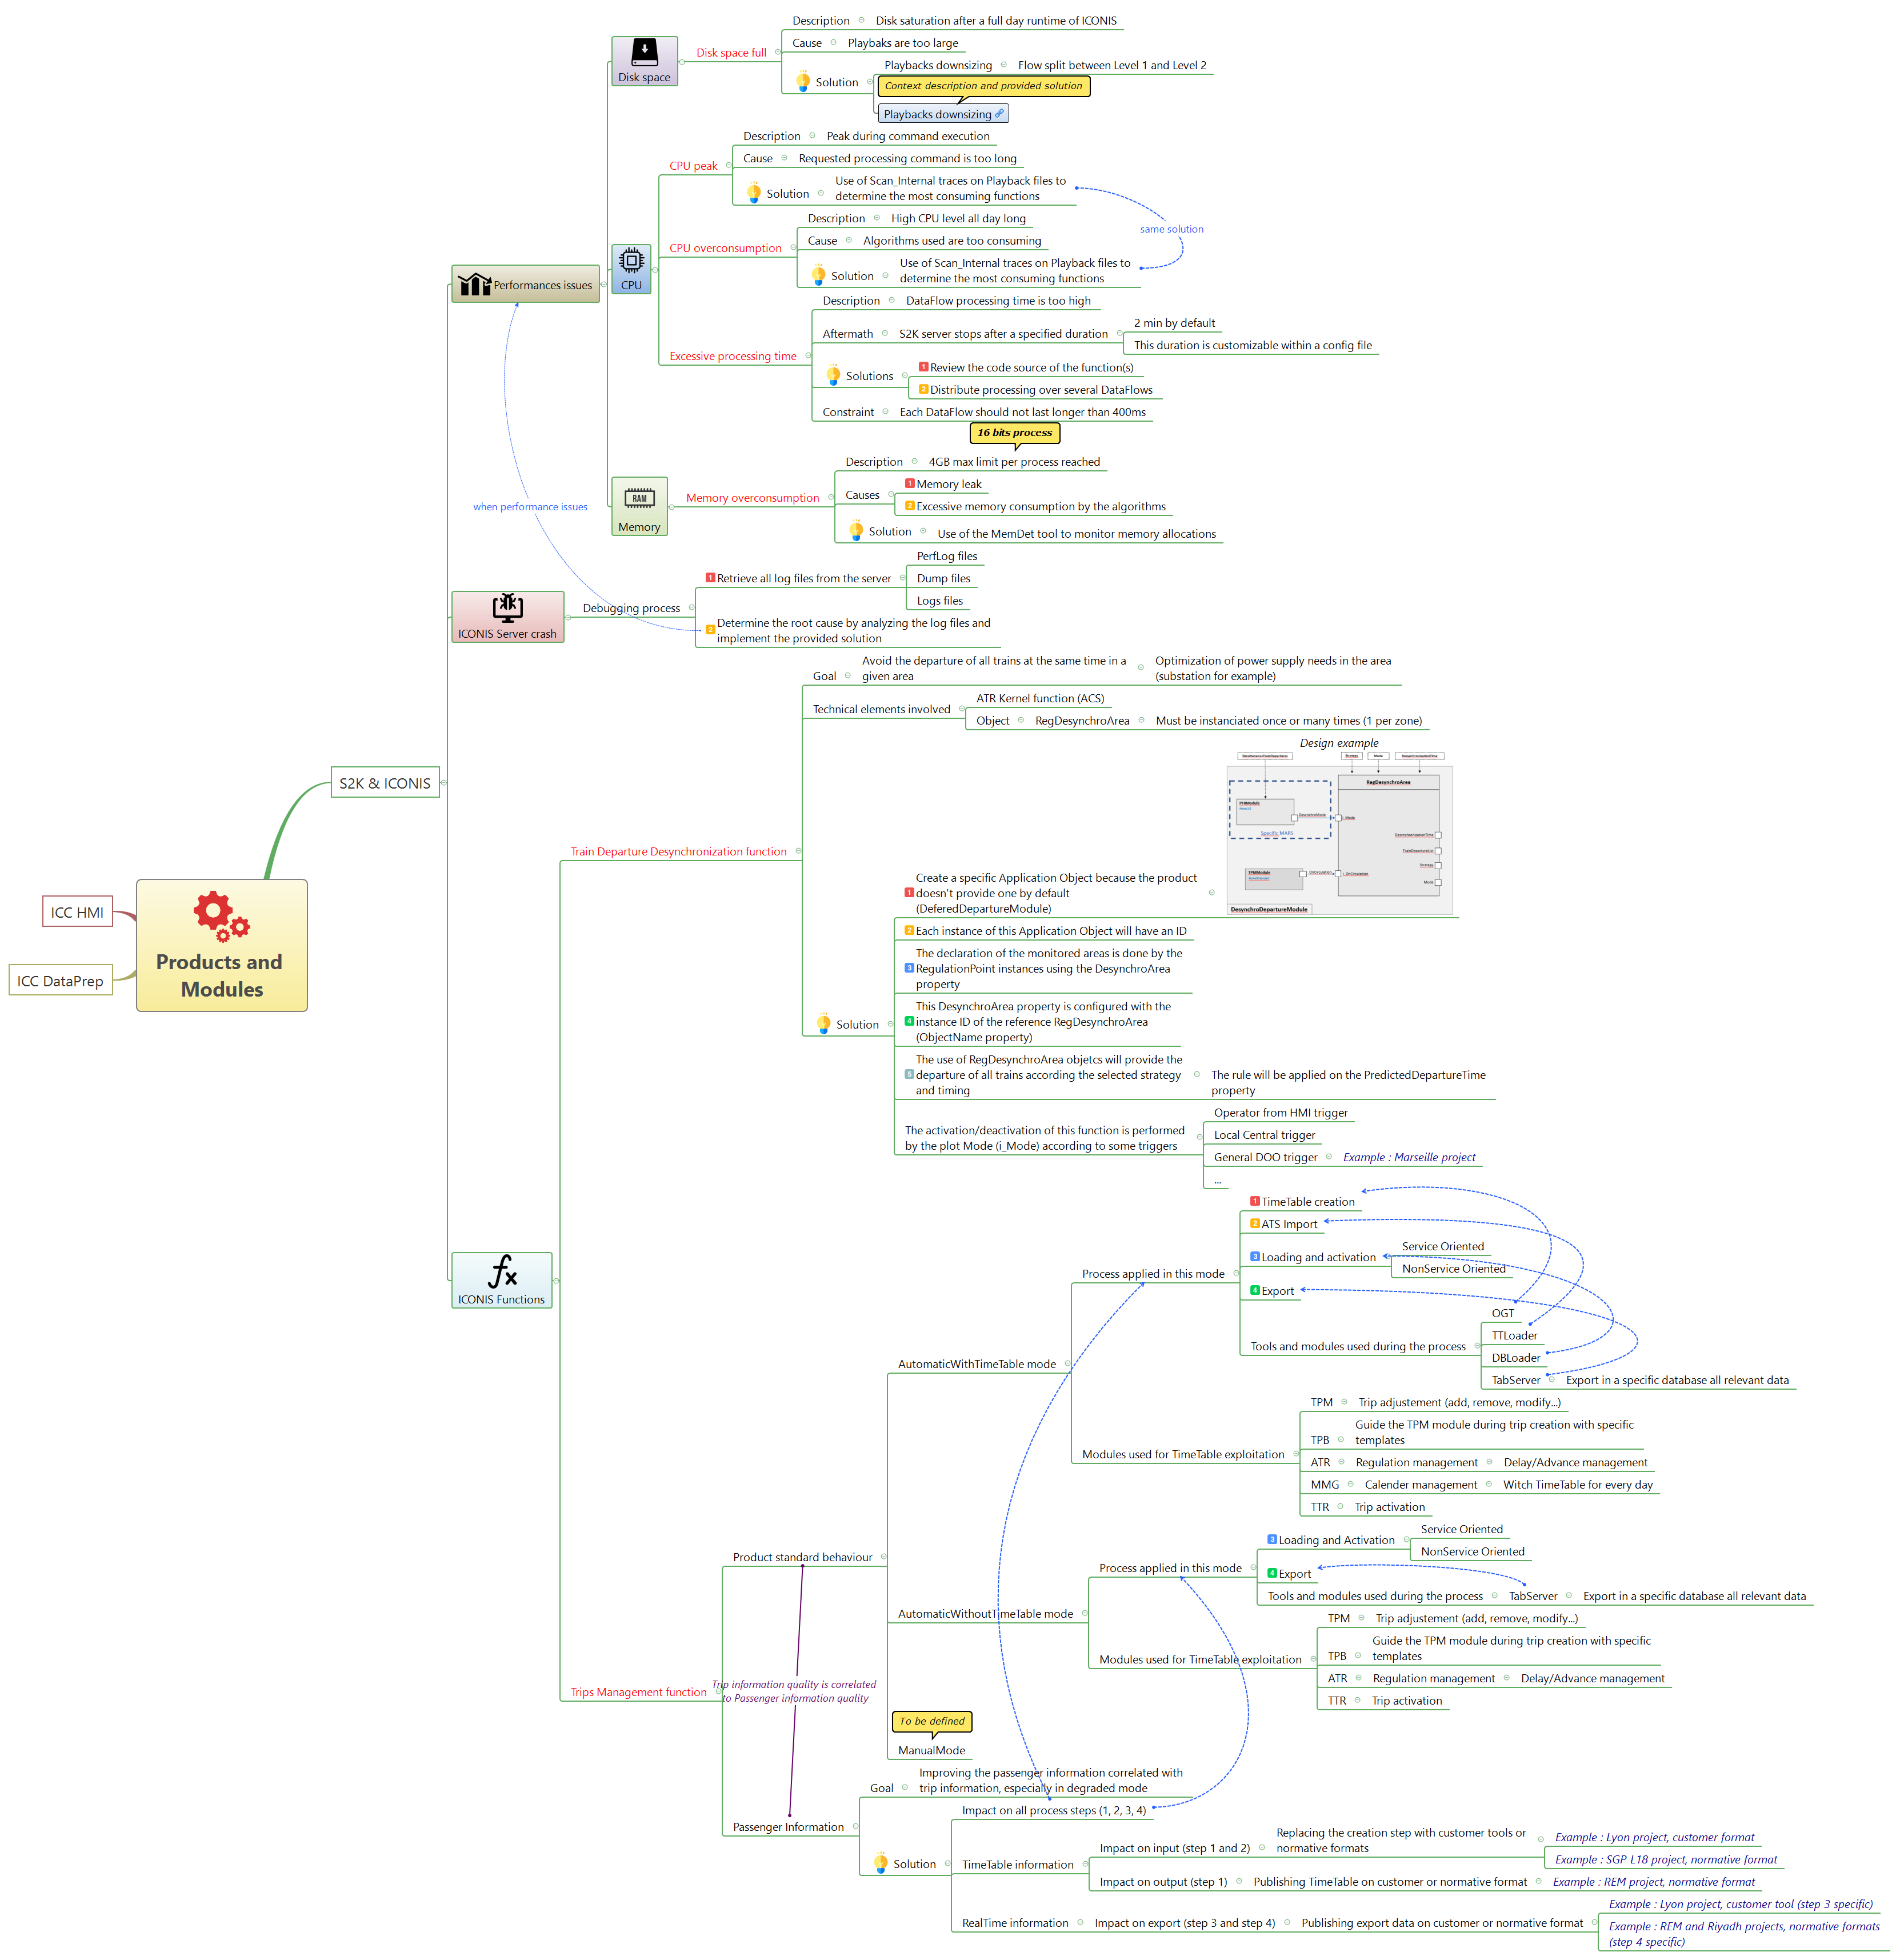 Products and
Modules
ICC HMI
ICC DataPrep
S2K & ICONIS
Performances issues
Disk space
Disk space full
Description
Disk saturation after a full day runtime of ICONIS
Cause
Playbaks are too large
Solution
Playbacks downsizing
Flow split between Level 1 and Level 2
Context description and provided solution
Playbacks downsizing
CPU
CPU peak
Description
Peak during command execution
Cause
Requested processing command is too long
Solution
Use of Scan_Internal traces on Playback files to
determine the most consuming functions
same solution
CPU overconsumption
Description
High CPU level all day long
Cause
Algorithms used are too consuming
Solution
Use of Scan_Internal traces on Playback files to
determine the most consuming functions
Excessive processing time
Description
DataFlow processing time is too high
Aftermath
S2K server stops after a specified duration
2 min by default
This duration is customizable within a config file
Solutions
1 Review the code source of the function(s)
2 Distribute processing over several DataFlows
Constraint
Each DataFlow should not last longer than 400ms
16 bits process
RAM
Memory
Memory overconsumption
Description
4GB max limit per process reached
Causes
1 Memory leak
2 Excessive memory consumption by the algorithms
Solution
Use of the MemDet tool to monitor memory allocations
when performance issues
ICONIS Server crash
Debugging process
1 Retrieve all log files from the server
PerfLog files
Dump files
Logs files
2 Determine the root cause by analyzing the log files and
implement the provided solution
ICONIS Functions
Train Departure Desynchronization function
Goal
Avoid the departure of all trains at the same time in a
given area
Optimization of power supply needs in the area
(substation for example)
Technical elements involved
ATR Kernel function (ACS)
Object
RegDesynchroArea
Must be instanciated once or many times (1 per zone)
Solution
1 Create a specific Application Object because the product
doesn't provide one by default
(DeferedDepartureModule)
Design example
Strategy
Mode
DesynchronizationTime
RegDesynchroArea
FMModule
DesynchroMode
i_Mode
Specific MARS
DesynchronizationTime
Strategy
Mode
TPMModule
OnCirculation
i_OnCirculation
DesynchroDepartureModule
2 Each instance of this Application Object will have an ID
3 The declaration of the monitored areas is done by the
RegulationPoint instances using the DesynchroArea
property
4 This DesynchroArea property is configured with the
instance ID of the reference RegDesynchroArea
(ObjectName property)
5 The use of RegDesynchroArea objetcs will provide the
departure of all trains according the selected strategy
and timing
The rule will be applied on the PredictedDepartureTime
property
The activation/deactivation of this function is performed
by the plot Mode (i_Mode) according to some triggers
Operator from HMI trigger
Local Central trigger
General DOO trigger
Example : Marseille project
...
Trips Management function
Product standard behaviour
AutomaticWithTimeTable mode
Process applied in this mode
1 TimeTable creation
2 ATS Import
3 Loading and activation
Service Oriented
NonService Oriented
4 Export
Tools and modules used during the process
OGT
TTLoader
DBLoader
TabServer
Export in a specific database all relevant data
Modules used for TimeTable exploitation
TPM
Trip adjustement (add, remove, modify...)
TPB
Guide the TPM module during trip creation with specific
templates
ATR
Regulation management
Delay/Advance management
MMG
Calender management
Witch TimeTable for every day
TTR
Trip activation
AutomaticWithoutTimeTable mode
Process applied in this mode
3 Loading and Activation
Service Oriented
NonService Oriented
4 Export
Tools and modules used during the process
TabServer
Export in a specific database all relevant data
Modules used for TimeTable exploitation
TPM
Trip adjustement (add, remove, modify...)
TPB
Guide the TPM module during trip creation with specific
templates
ATR
Regulation management
Delay/Advance management
TTR
Trip activation
To be defined
ManualMode
Trip information quality is correlated
to Passenger information quality
Passenger Information
Goal
Improving the passenger information correlated with
trip information, especially in degraded mode
Solution
Impact on all process steps (1, 2, 3, 4)
TimeTable information
Impact on input (step 1 and 2)
Replacing the creation step with customer tools or
normative formats
Example : Lyon project, customer format
Example : SGP L18 project, normative format
Impact on output (step 1)
Publishing TimeTable on customer or normative format
Example : REM project, normative format
RealTime information
Impact on export (step 3 and step 4)
Publishing export data on customer or normative format
Example : Lyon project, customer tool (step 3 specific)
Example : REM and Riyadh projects, normative formats
(step 4 specific)